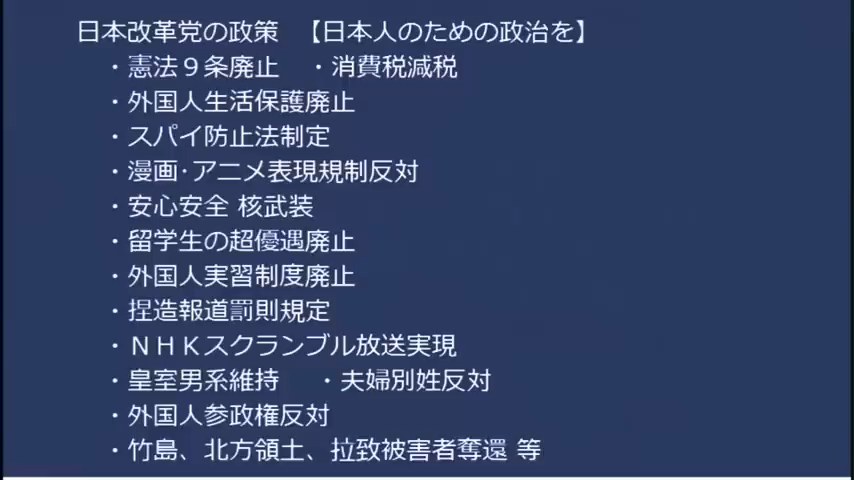 日本改革党の政策　【日本人のための政治を】
・憲法９条廃止　・消費税減税
・外国人生活保護廃止
・スパイ防止法制定
・漫画・アニメ表現規制反対
・安心安全 核武装
・留学生の超優遇廃止
・外国人実習制度廃止
・捏造報道罰則規定
・ＮＨＫスクランブル放送実現
・皇室男系維持　・夫婦別姓反対
・外国人参政権反対
・竹島、北方領土、拉致被害者奪還 等